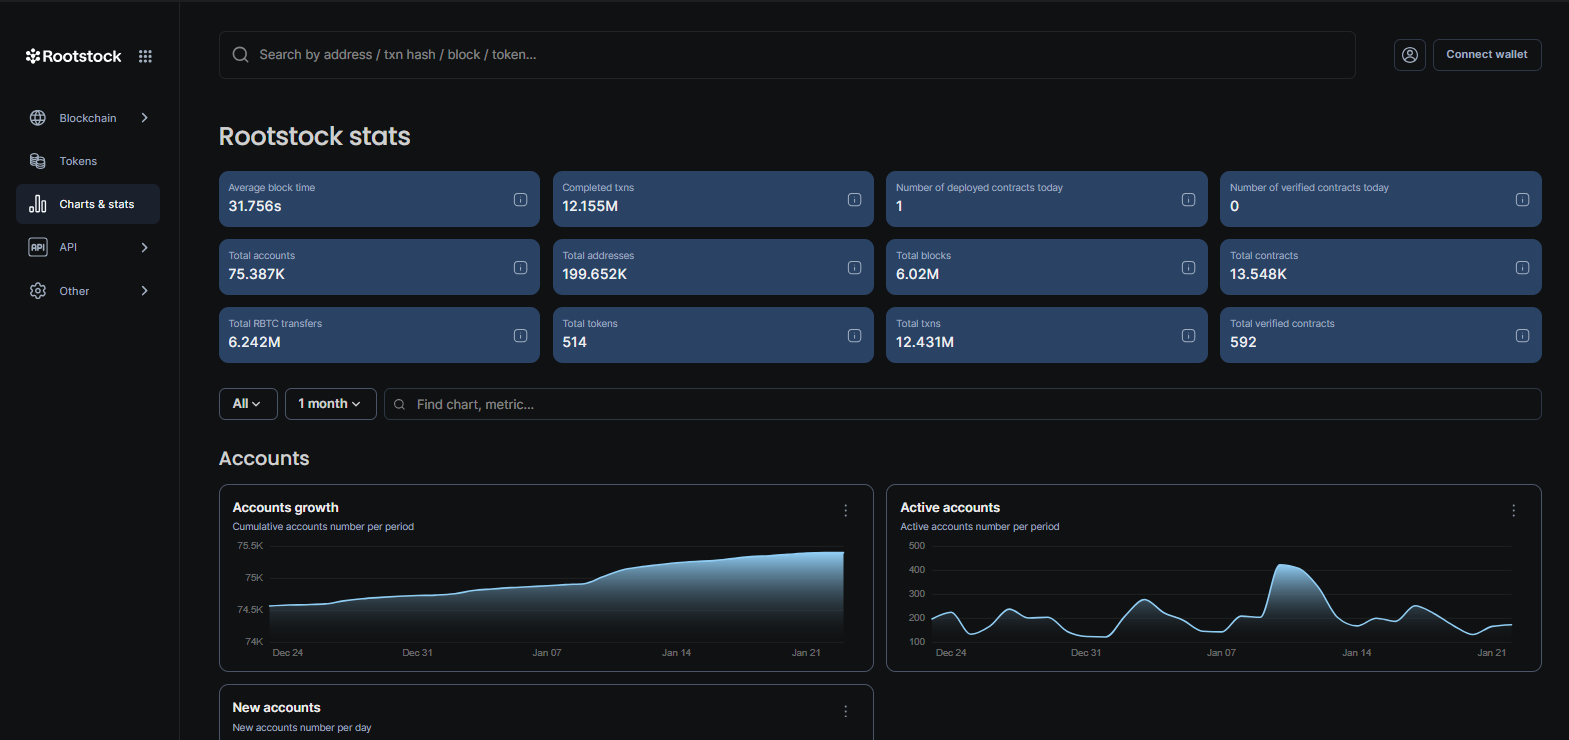 Rootstock
Search by address / txn hash / block / token...
Connect wallet
Blockchain
Tokens
Charts & stats
API
API
Other
Rootstock stats
Average block time
31.756s
Completed txns
12.155M
Number of deployed contracts today
1
Number of verified contracts today
0
Total accounts
75.387K
Total addresses
199.652K
Total blocks
6.02M
Total contracts
13.548K
Total RBTC transfers
6.242M
Total tokens
514
Total txns
12.431M
Total verified contracts
592
All
1 month
Find chart, metric...
Accounts
Accounts growth
Cumulative accounts number per period
75.5K
75K
74.5K
74K
Dec 24 Dec 31 Jan 07 Jan 14 Jan 21
Active accounts
Active accounts number per period
500
400
300
200
100
Dec 24 Dec 31 Jan 07 Jan 14 Jan 21
New accounts
New accounts number per day